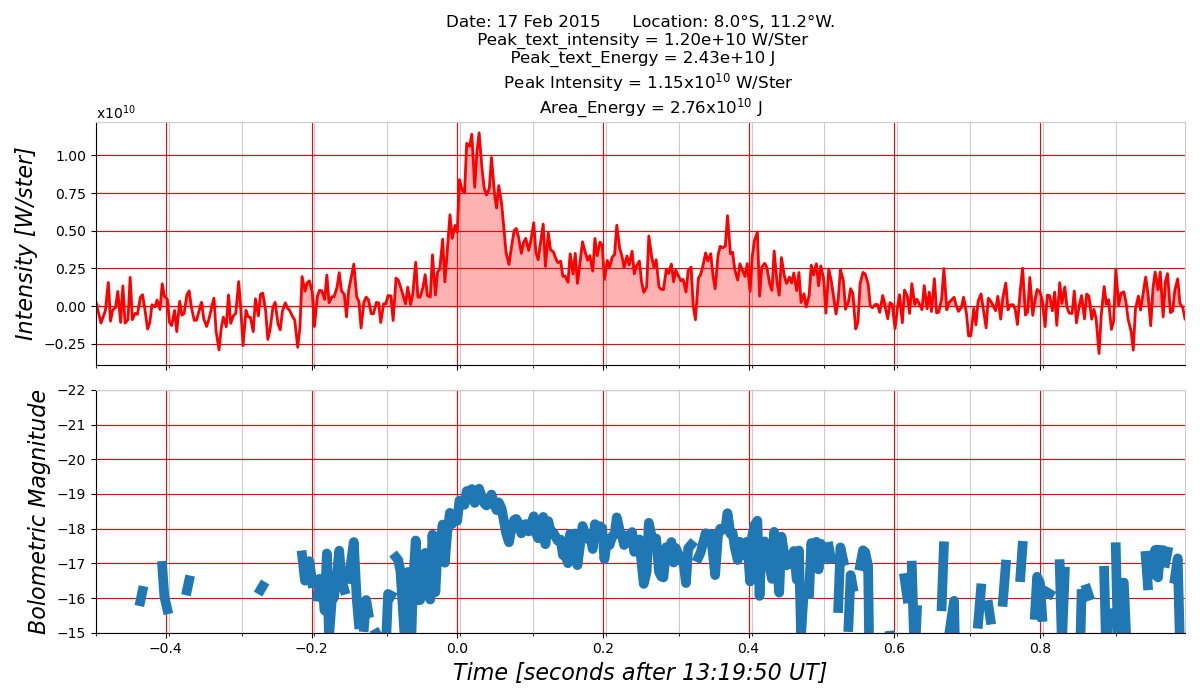 Date: 17 Feb 2015      Location: 8.0°S, 11.2°W.
Peak_text_intensity = 1.20e+10 W/Ster
Peak_text_Energy = 2.43e+10 J
Peak Intensity = 1.15x10¹⁰ W/Ster
Area_Energy = 2.76x10¹⁰ J
x10¹⁰
Intensity [W/ster]
1.00
0.75
0.50
0.25
0.00
−0.25
Bolometric Magnitude
−22
−21
−20
−19
−18
−17
−16
−15
−0.4 −0.2 0.0 0.2 0.4 0.6 0.8
Time [seconds after 13:19:50 UT]